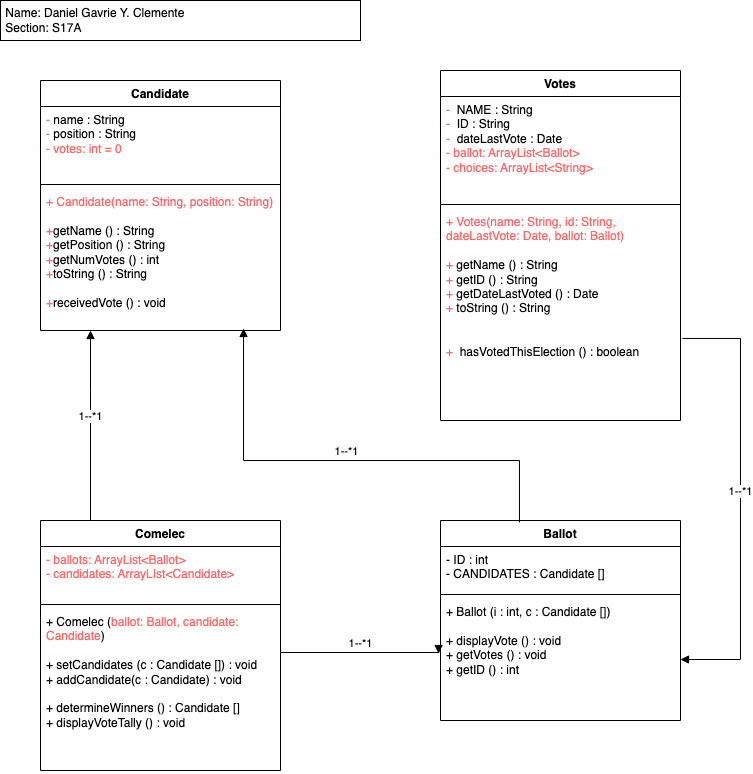 Name: Daniel Gavrie Y. Clemente
Section: S17A
Candidate
- name : String
- position : String
- votes: int = 0
+ Candidate(name: String, position: String)
+getName () : String
+getPosition () : String
+getNumVotes () : int
+toString () : String
+receivedVote () : void
Votes
- NAME : String
- ID : String
- dateLastVote : Date
- ballot: ArrayList<Ballot>
- choices: ArrayList<String>
+ Votes(name: String, id: String,
dateLastVote: Date, ballot: Ballot)
+ getName () : String
+ getID () : String
+ getDateLastVoted () : Date
+ toString () : String
+ hasVotedThisElection () : boolean
1--*1
1--*1
1--*1
Comelec
- ballots: ArrayList<Ballot>
- candidates: ArrayLIst<Candidate>
+ Comelec (ballot: Ballot, candidate:
Candidate)
+ setCandidates (c : Candidate []) : void
+ addCandidate(c : Candidate) : void
+ determineWinners () : Candidate []
+ displayVoteTally () : void
1--*1
Ballot
- ID : int
- CANDIDATES : Candidate []
+ Ballot (i : int, c : Candidate [])
+ displayVote () : void
+ getVotes () : void
+ getID () : int